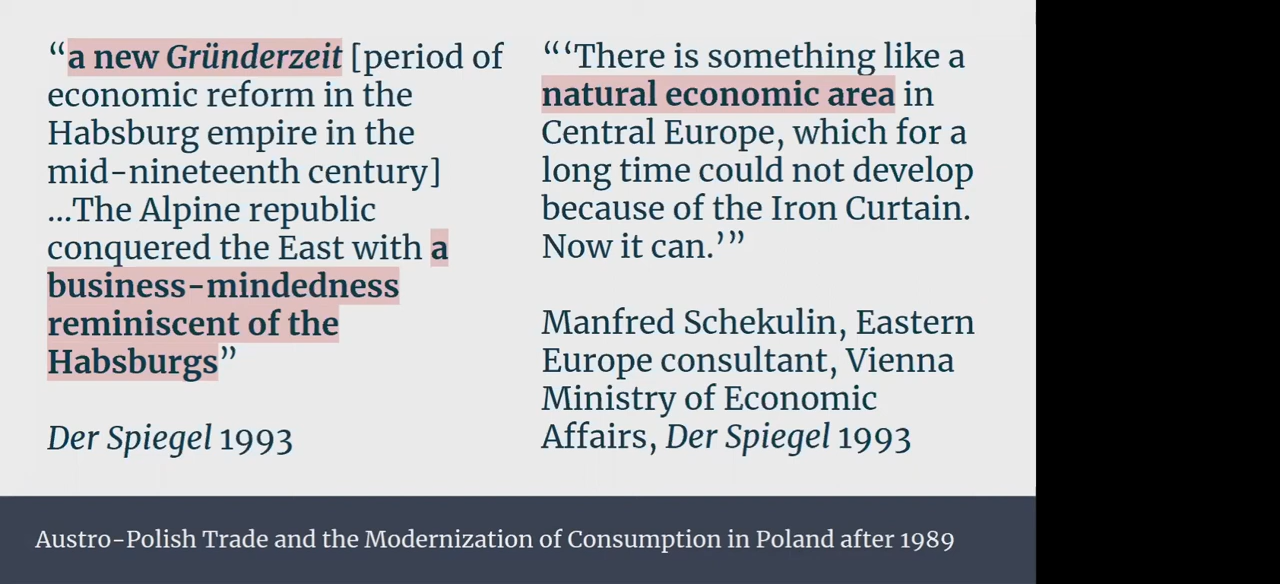 “a new Gründerzeit [period of
economic reform in the
Habsburg empire in the
mid-nineteenth century]
...The Alpine republic
conquered the East with a
business-mindedness
reminiscent of the
Habsburgs”
Der Spiegel 1993
“‘There is something like a
natural economic area in
Central Europe, which for a
long time could not develop
because of the Iron Curtain.
Now it can.’”
Manfred Schekulin, Eastern
Europe consultant, Vienna
Ministry of Economic
Affairs, Der Spiegel 1993
Austro-Polish Trade and the Modernization of Consumption in Poland after 1989